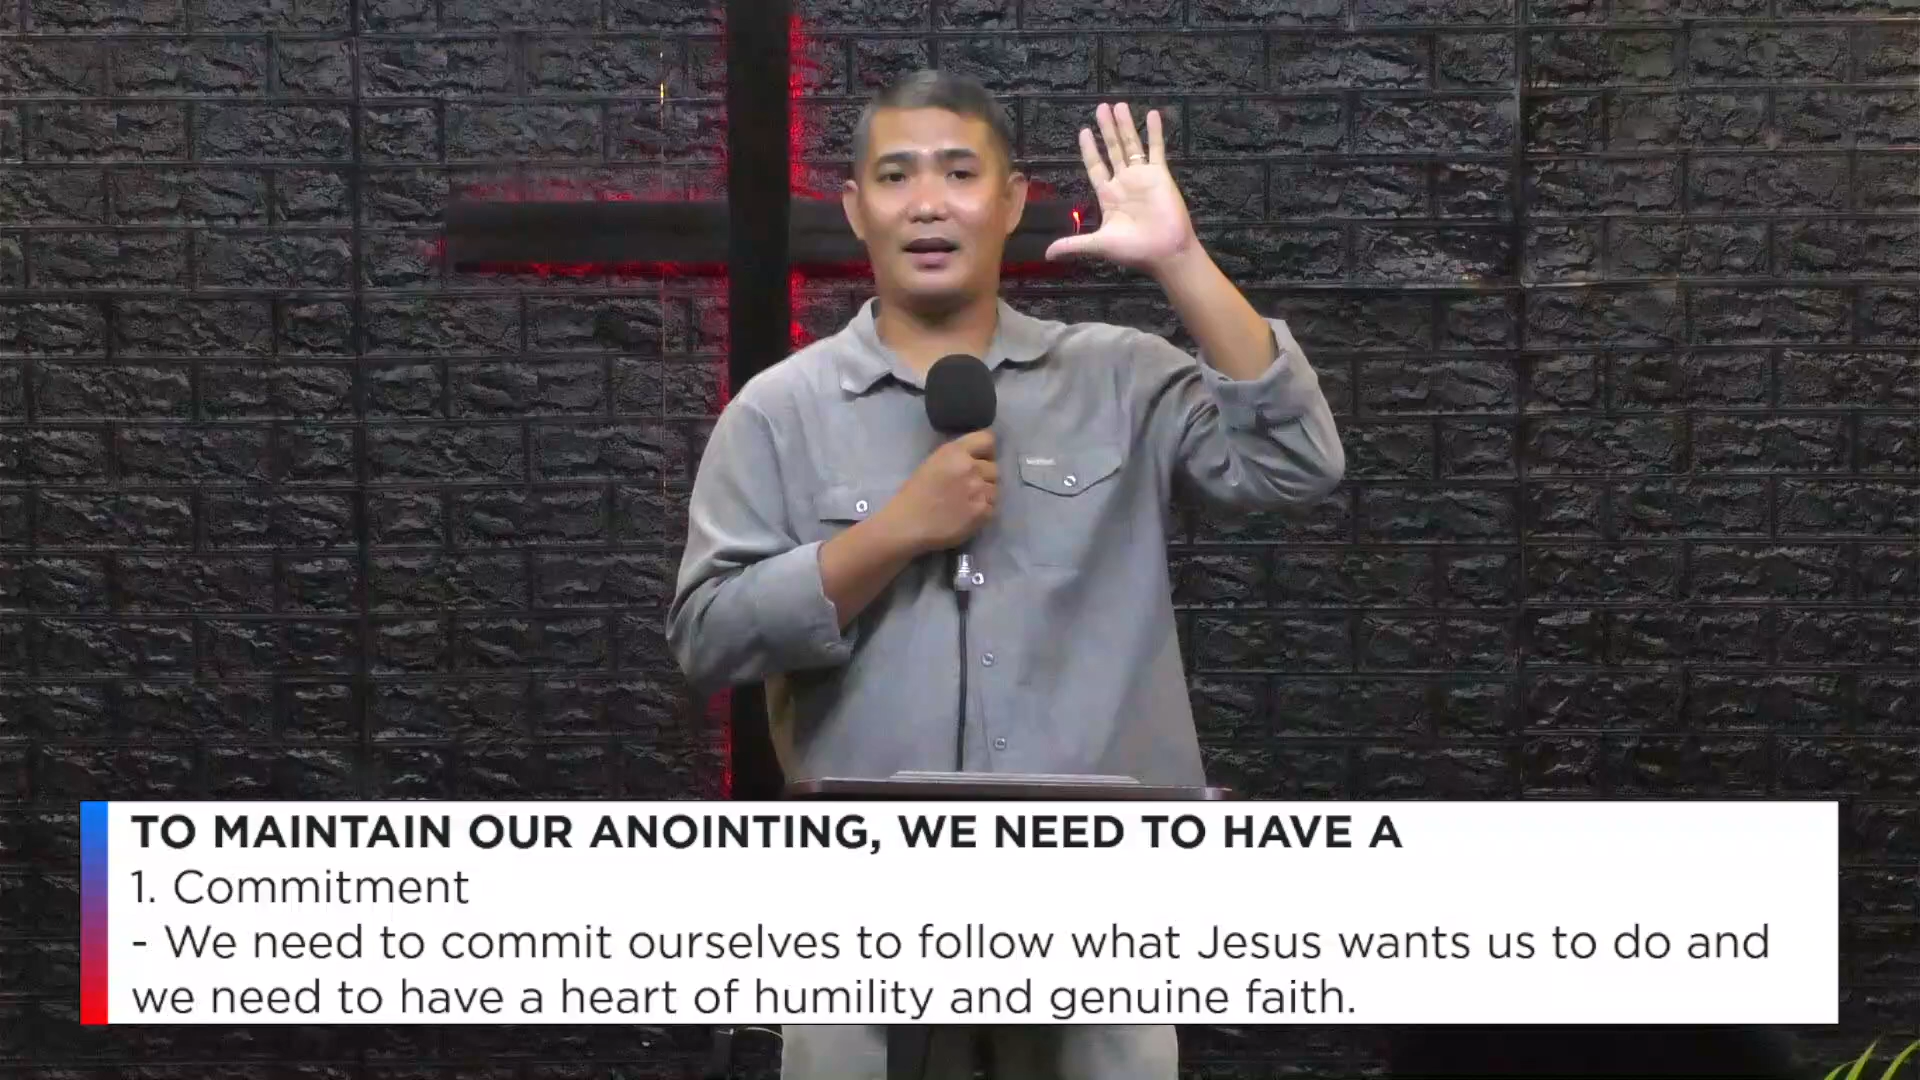 TO MAINTAIN OUR ANOINTING, WE NEED TO HAVE A
1. Commitment
- We need to commit ourselves to follow what Jesus wants us to do and
we need to have a heart of humility and genuine faith.